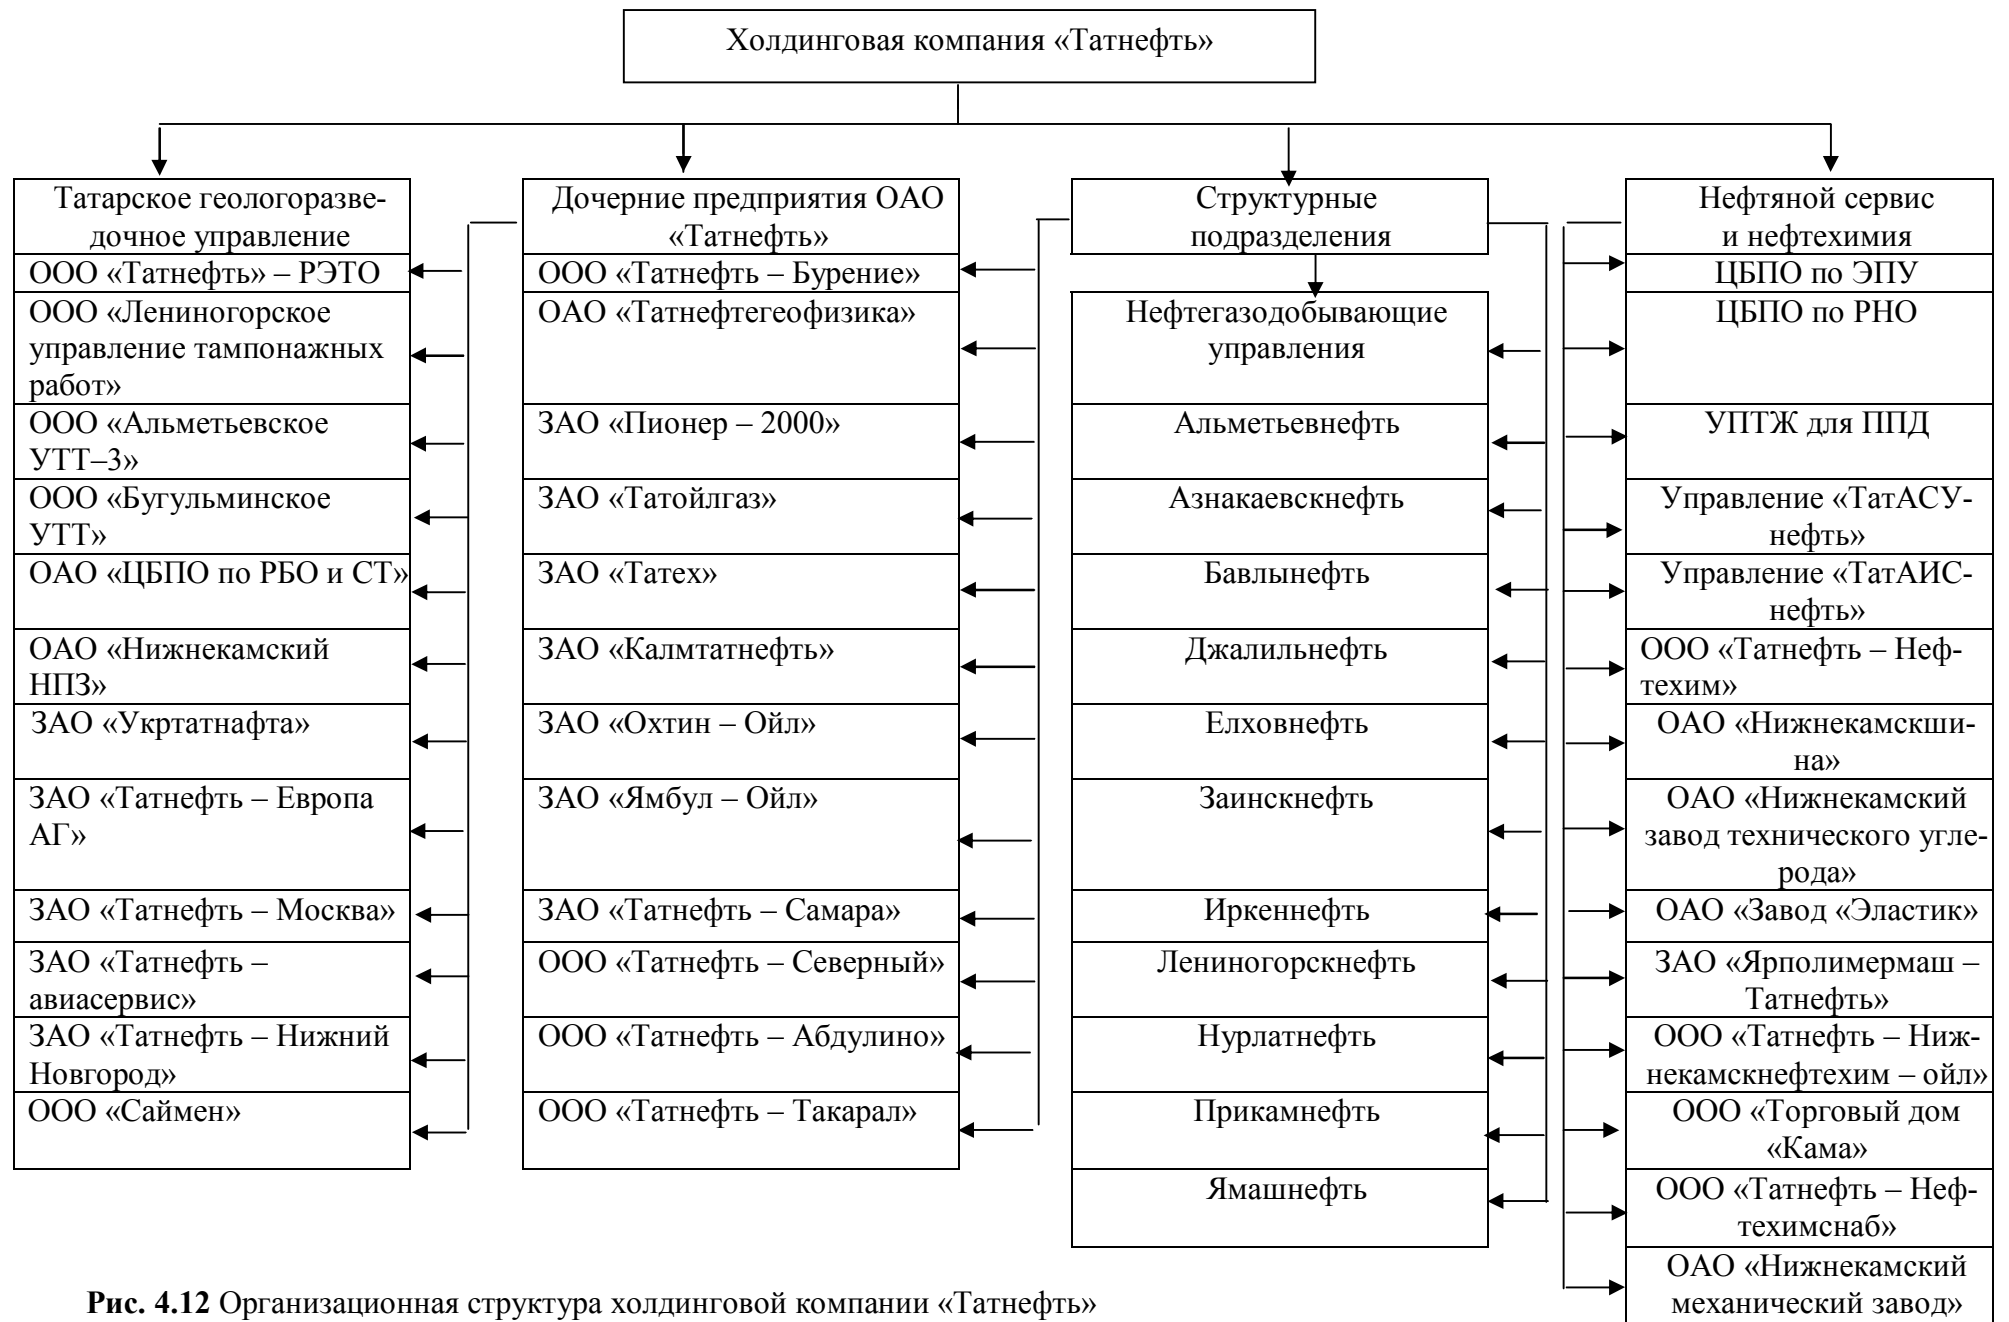 Холдинговая компания «Татнефть»
Татарское геологоразве-
дочное управление
ООО «Татнефть» – РЭТО
ООО «Лениногорское
управление тампонажных
работ»
ООО «Альметьевское
УТТ–3»
ООО «Бугульминское
УТТ»
ОАО «ЦБПО по РБО и СТ»
ОАО «Нижнекамский
НПЗ»
ЗАО «Укртатнафта»
ЗАО «Татнефть – Европа
АГ»
ЗАО «Татнефть – Москва»
ЗАО «Татнефть –
авиасервис»
ЗАО «Татнефть – Нижний
Новгород»
ООО «Саймен»
Дочерние предприятия ОАО
«Татнефть»
ООО «Татнефть – Бурение»
ОАО «Татнефтегеофизика»
ЗАО «Пионер – 2000»
ЗАО «Татойлгаз»
ЗАО «Татех»
ЗАО «Калмтатнефть»
ЗАО «Охтин – Ойл»
ЗАО «Ямбул – Ойл»
ЗАО «Татнефть – Самара»
ООО «Татнефть – Северный»
ООО «Татнефть – Абдулино»
ООО «Татнефть – Такарал»
Структурные
подразделения
Нефтегазодобывающие
управления
Альметьевнефть
Азнакаевскнефть
Бавлынефть
Джалильнефть
Елховнефть
Заинскнефть
Иркеннефть
Лениногорскнефть
Нурлатнефть
Прикамнефть
Ямашнефть
Нефтяной сервис
и нефтехимия
ЦБПО по ЭПУ
ЦБПО по РНО
УПТЖ для ППД
Управление «ТатАСУ-
нефть»
Управление «ТатАИС-
нефть»
ООО «Татнефть – Неф-
техим»
ОАО «Нижнекамскши-
на»
ОАО «Нижнекамский
завод технического угле-
рода»
ОАО «Завод «Эластик»
ЗАО «Ярполимермаш –
Татнефть»
ООО «Татнефть – Ниж-
некамскнефтехим – ойл»
ООО «Торговый дом
«Кама»
ООО «Татнефть – Неф-
техимснаб»
ОАО «Нижнекамский
механический завод»
Рис. 4.12 Организационная структура холдинговой компании «Татнефть»